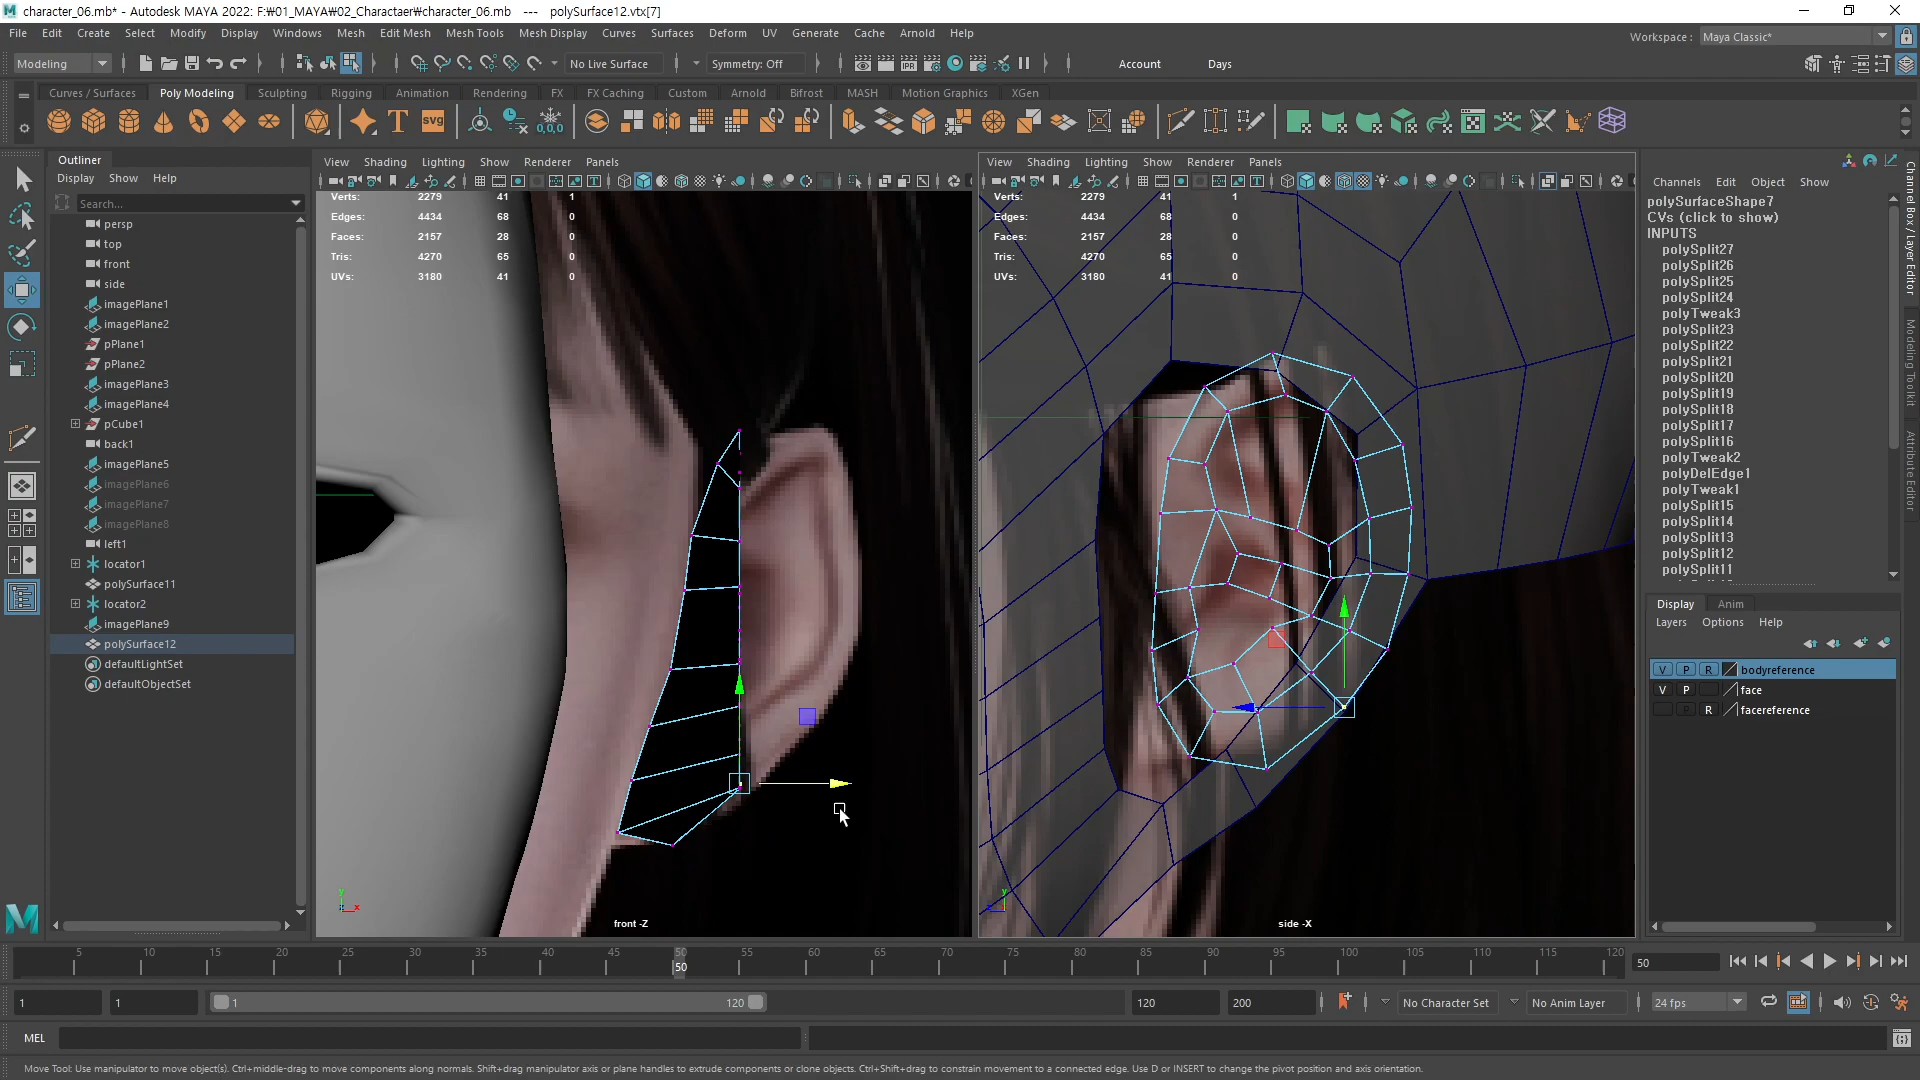 character_06.mb* - Autodesk MAYA 2022: F:₩01_MAYA₩02_Charactaer₩character_06.mb --- polySurface12.vtx[7]
File Edit Create Select Modify Display Windows Mesh Edit Mesh Mesh Tools Mesh Display Curves Surfaces Deform UV Generate Cache Arnold Help
Workspace : Maya Classic*
Modeling
No Live Surface
Symmetry: Off
IPR
Account
Days
Curves / Surfaces Poly Modeling Sculpting Rigging Animation Rendering FX FX Caching Custom Arnold Bifrost MASH Motion Graphics XGen
T
SVG
0,0,0
Outliner
Display Show Help
Search...
persp
top
front
side
imagePlane1
imagePlane2
pPlane1
pPlane2
imagePlane3
imagePlane4
pCube1
back1
imagePlane5
imagePlane6
imagePlane7
imagePlane8
left1
locator1
polySurface11
locator2
imagePlane9
polySurface12
defaultLightSet
defaultObjectSet
View Shading Lighting Show Renderer Panels
Verts: 2279 41 1
Edges: 4434 68 0
Faces: 2157 28 0
Tris: 4270 65 0
UVs: 3180 41 0
y
x
front -Z
View Shading Lighting Show Renderer Panels
Verts: 2279 41 1
Edges: 4434 68 0
Faces: 2157 28 0
Tris: 4270 65 0
UVs: 3180 41 0
y
z
side -X
Channels Edit Object Show
polySurfaceShape7
CVs (click to show)
INPUTS
polySplit27
polySplit26
polySplit25
polySplit24
polyTweak3
polySplit23
polySplit22
polySplit21
polySplit20
polySplit19
polySplit18
polySplit17
polySplit16
polyTweak2
polyDelEdge1
polyTweak1
polySplit15
polySplit14
polySplit13
polySplit12
polySplit11
Channel Box / Layer Editor
Modeling Toolkit
Attribute Editor
Display Anim
Layers Options Help
V P R bodyreference
V P face
P R facereference
5 10 15 20 25 30 35 40 45 50 55 60 65 70 75 80 85 90 95 100 105 110 115 120
50
50
1
1
1
120
120
200
No Character Set
No Anim Layer
24 fps
MEL
Move Tool: Use manipulator to move object(s). Ctrl+middle-drag to move components along normals. Shift+drag manipulator axis or plane handles to extrude components or clone objects. Ctrl+Shift+drag to constrain movement to a connected edge. Use D or INSERT to change the pivot position and axis orientation.